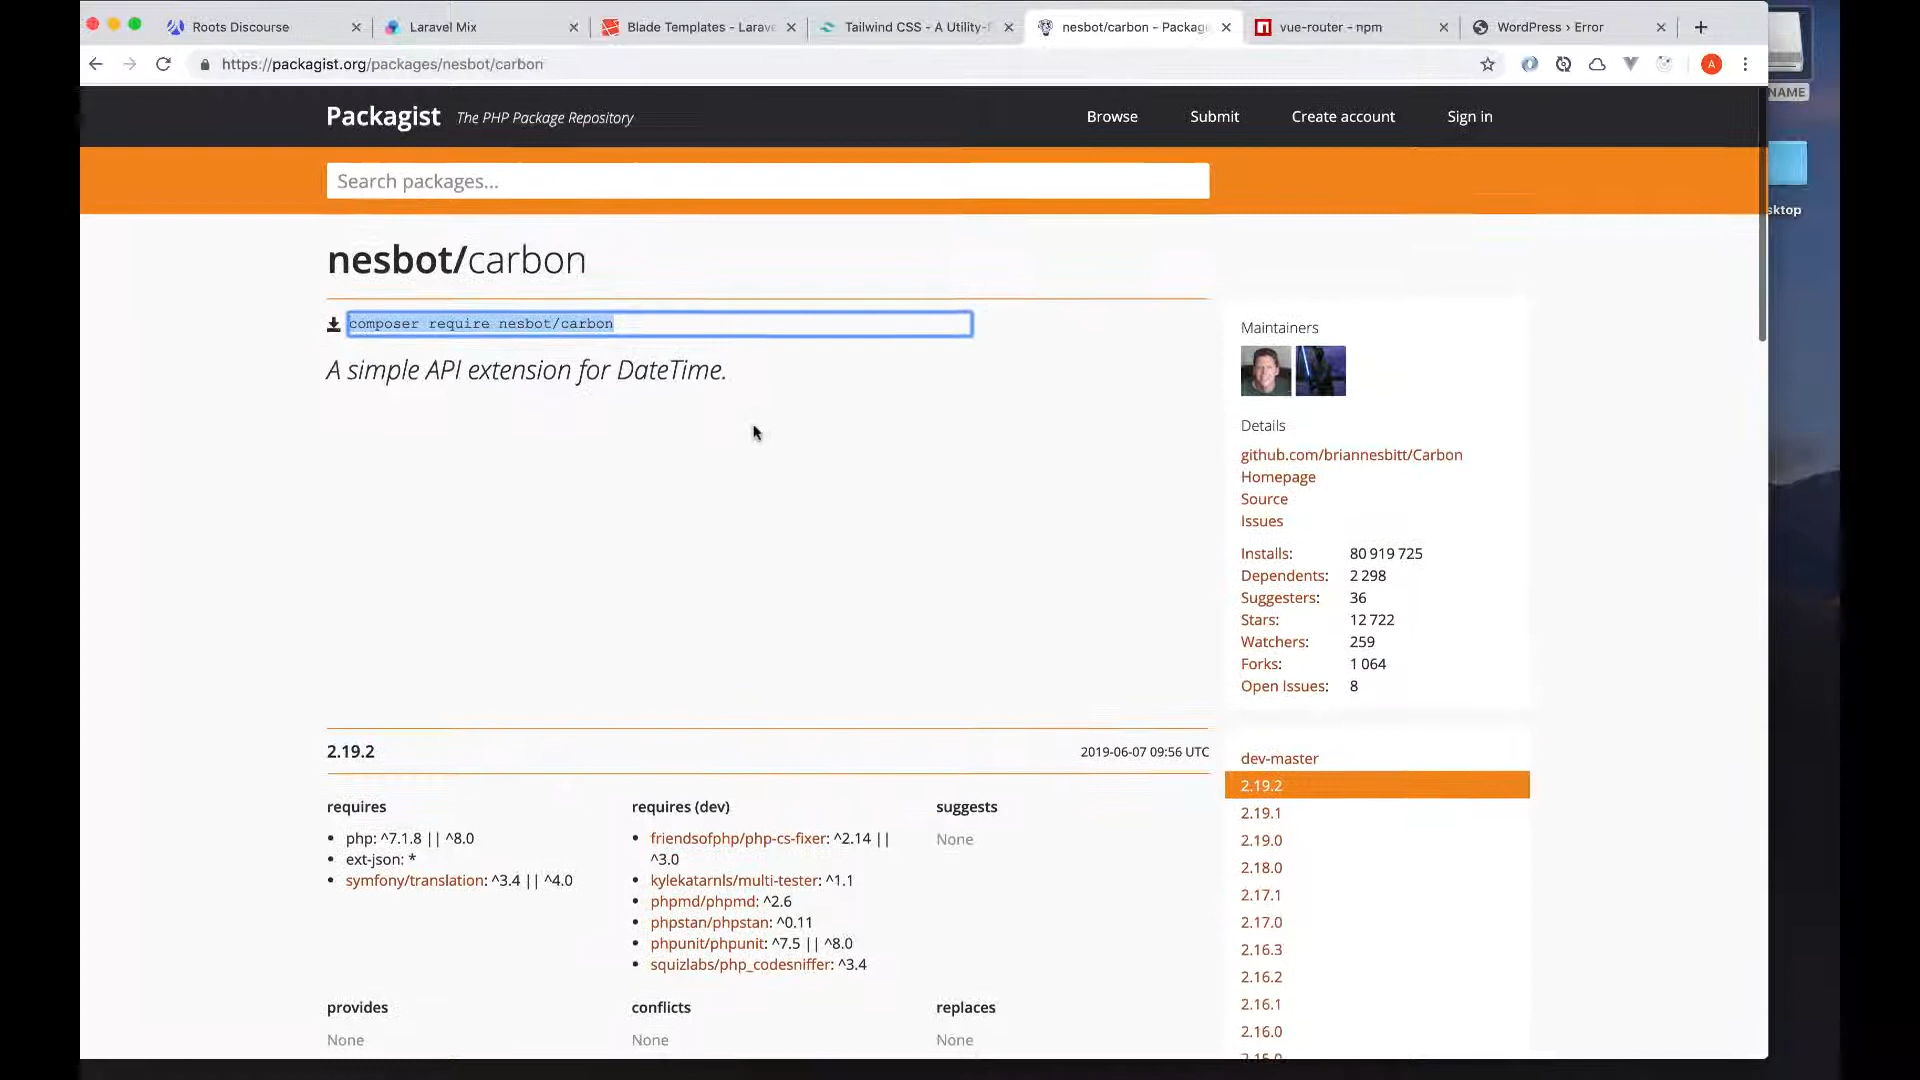 Roots Discourse
Laravel Mix
Blade Templates - Larave
Tailwind CSS - A Utility-F
nesbot/carbon - Packag
vue-router - npm
WordPress › Error
https://packagist.org/packages/nesbot/carbon
A
NAME
Packagist
The PHP Package Repository
Browse
Submit
Create account
Sign in
Search packages...
sktop
nesbot/carbon
composer require nesbot/carbon
A simple API extension for DateTime.
Maintainers
Details
github.com/briannesbitt/Carbon
Homepage
Source
Issues
Installs: 80 919 725
Dependents: 2 298
Suggesters: 36
Stars: 12 722
Watchers: 259
Forks: 1 064
Open Issues: 8
2.19.2
2019-06-07 09:56 UTC
requires
php: ^7.1.8 || ^8.0
ext-json: *
symfony/translation: ^3.4 || ^4.0
requires (dev)
friendsofphp/php-cs-fixer: ^2.14 ||
^3.0
kylekatarnls/multi-tester: ^1.1
phpmd/phpmd: ^2.6
phpstan/phpstan: ^0.11
phpunit/phpunit: ^7.5 || ^8.0
squizlabs/php_codesniffer: ^3.4
suggests
None
provides
None
conflicts
None
replaces
None
dev-master
2.19.2
2.19.1
2.19.0
2.18.0
2.17.1
2.17.0
2.16.3
2.16.2
2.16.1
2.16.0
2.15.0